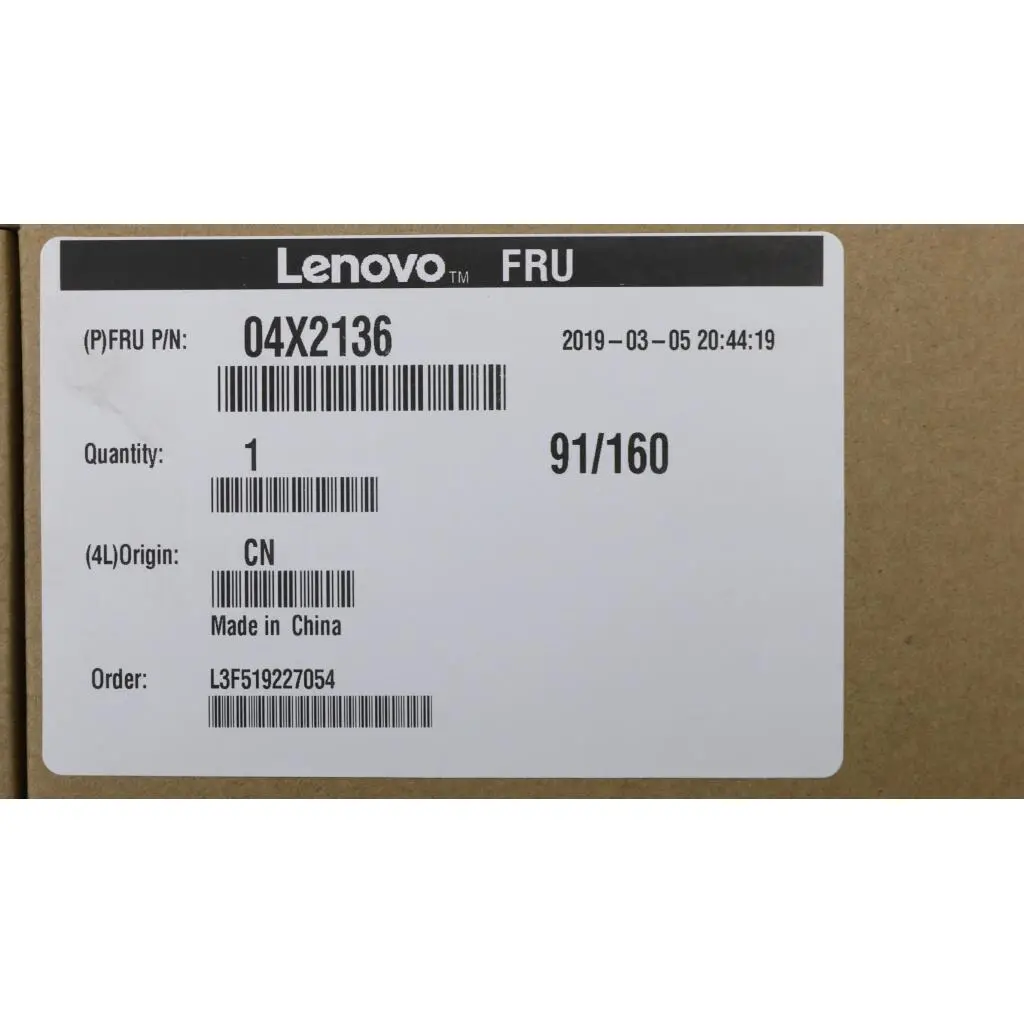 Lenovo™ FRU
(P)FRU P/N: 04X2136 2019-03-05 20:44:19
Quantity: 1 91/160
(4L)Origin: CN
Made in China
Order: L3F519227054